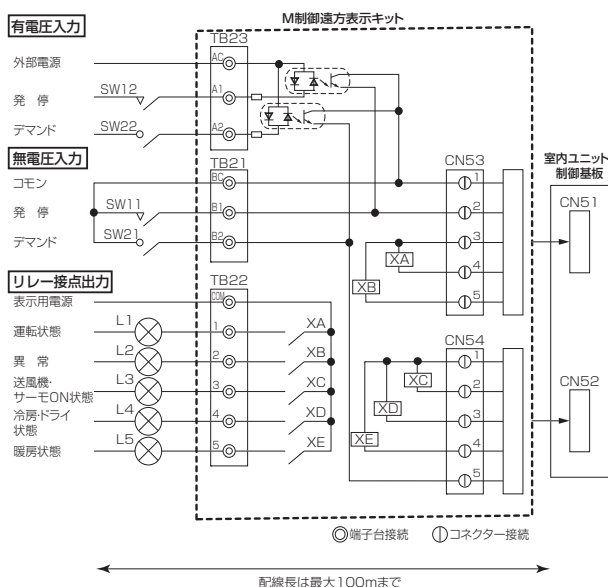 M制御遠方表示キット
有電圧入力
外部電源
発 停
SW12
デマンド
SW22
TB23
AC
A1
A2
無電圧入力
コモン
発 停
SW11
デマンド
SW21
TB21
BC
B1
B2
リレー接点出力
表示用電源
運転状態
L1
異 常
L2
送風機・
サーモON状態
L3
冷房・ドライ
状態
L4
暖房状態
L5
TB22
COM
1
2
3
4
5
XA
XB
XC
XD
XE
CN53
1
2
3
4
5
XA
XB
CN54
1
2
3
4
5
XC
XD
XE
室内ユニット
制御基板
CN51
CN52
端子台接続
コネクター接続
配線長は最大100mまで